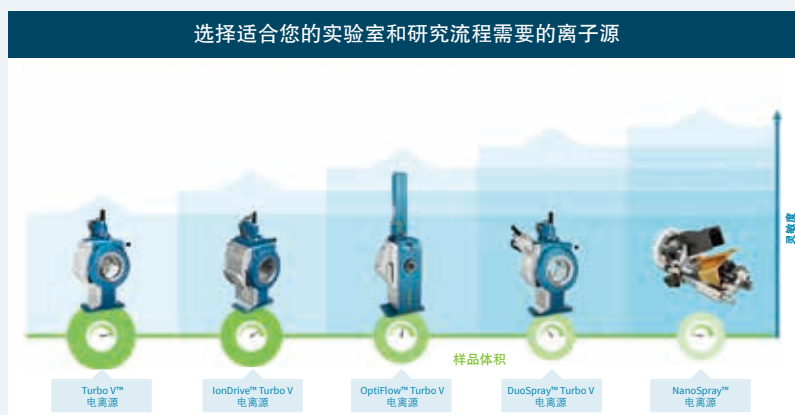 选择适合您的实验室和研究流程需要的离子源
灵敏度
样品体积
Turbo V™
电离源
IonDrive™ Turbo V
电离源
OptiFlow™ Turbo V
电离源
DuoSpray™ Turbo V
电离源
NanoSpray™
电离源